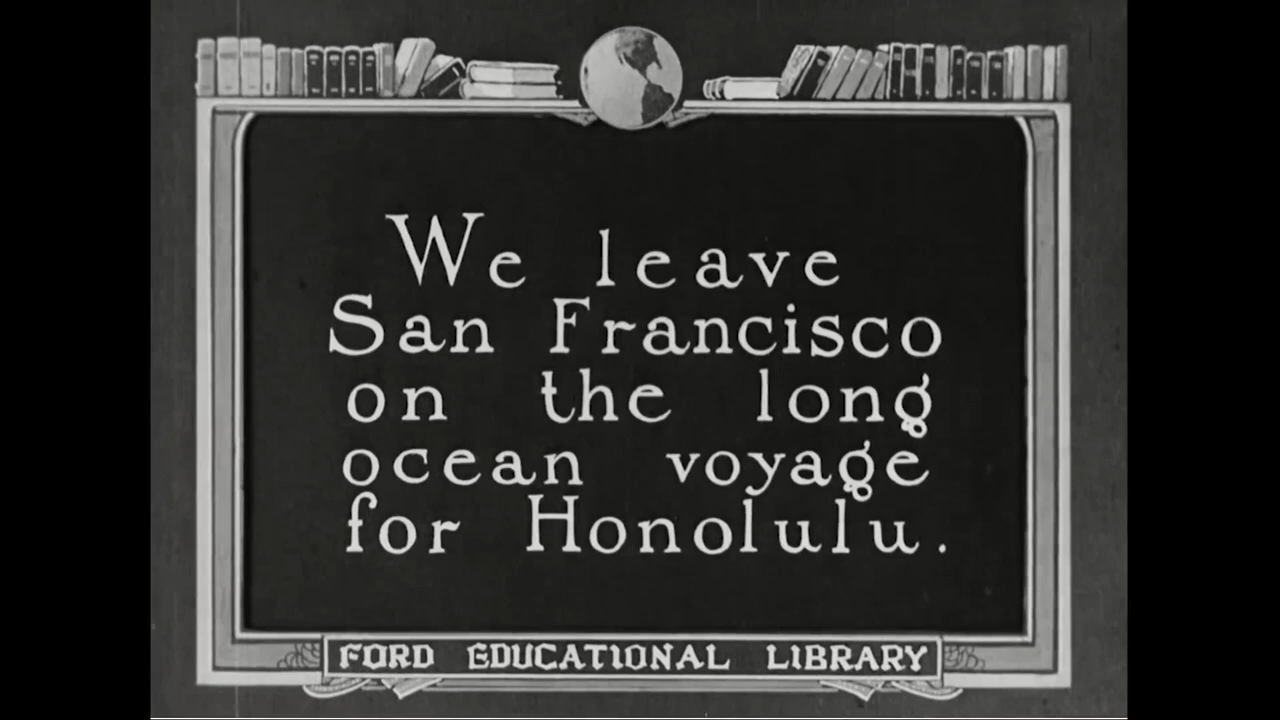 We leave
San Francisco
on the long
ocean voyage
for Honolulu.
FORD EDUCATIONAL LIBRARY